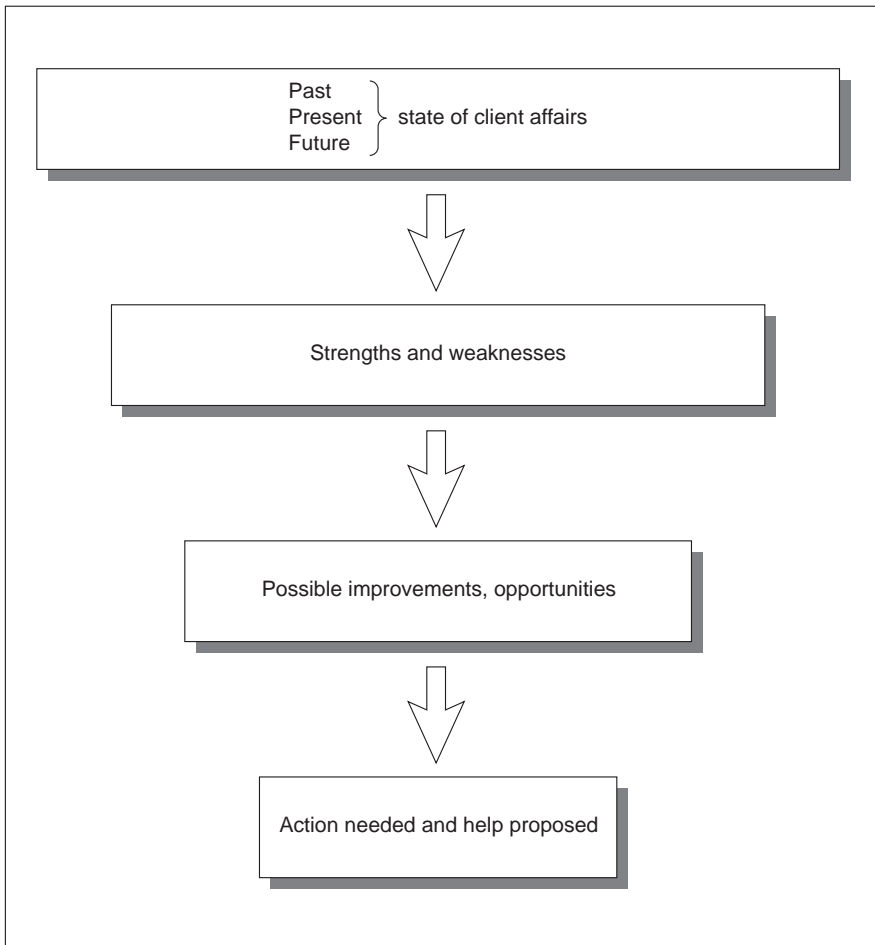 Past
Present
state of client affairs
Future
Strengths and weaknesses
Possible improvements, opportunities
Action needed and help proposed